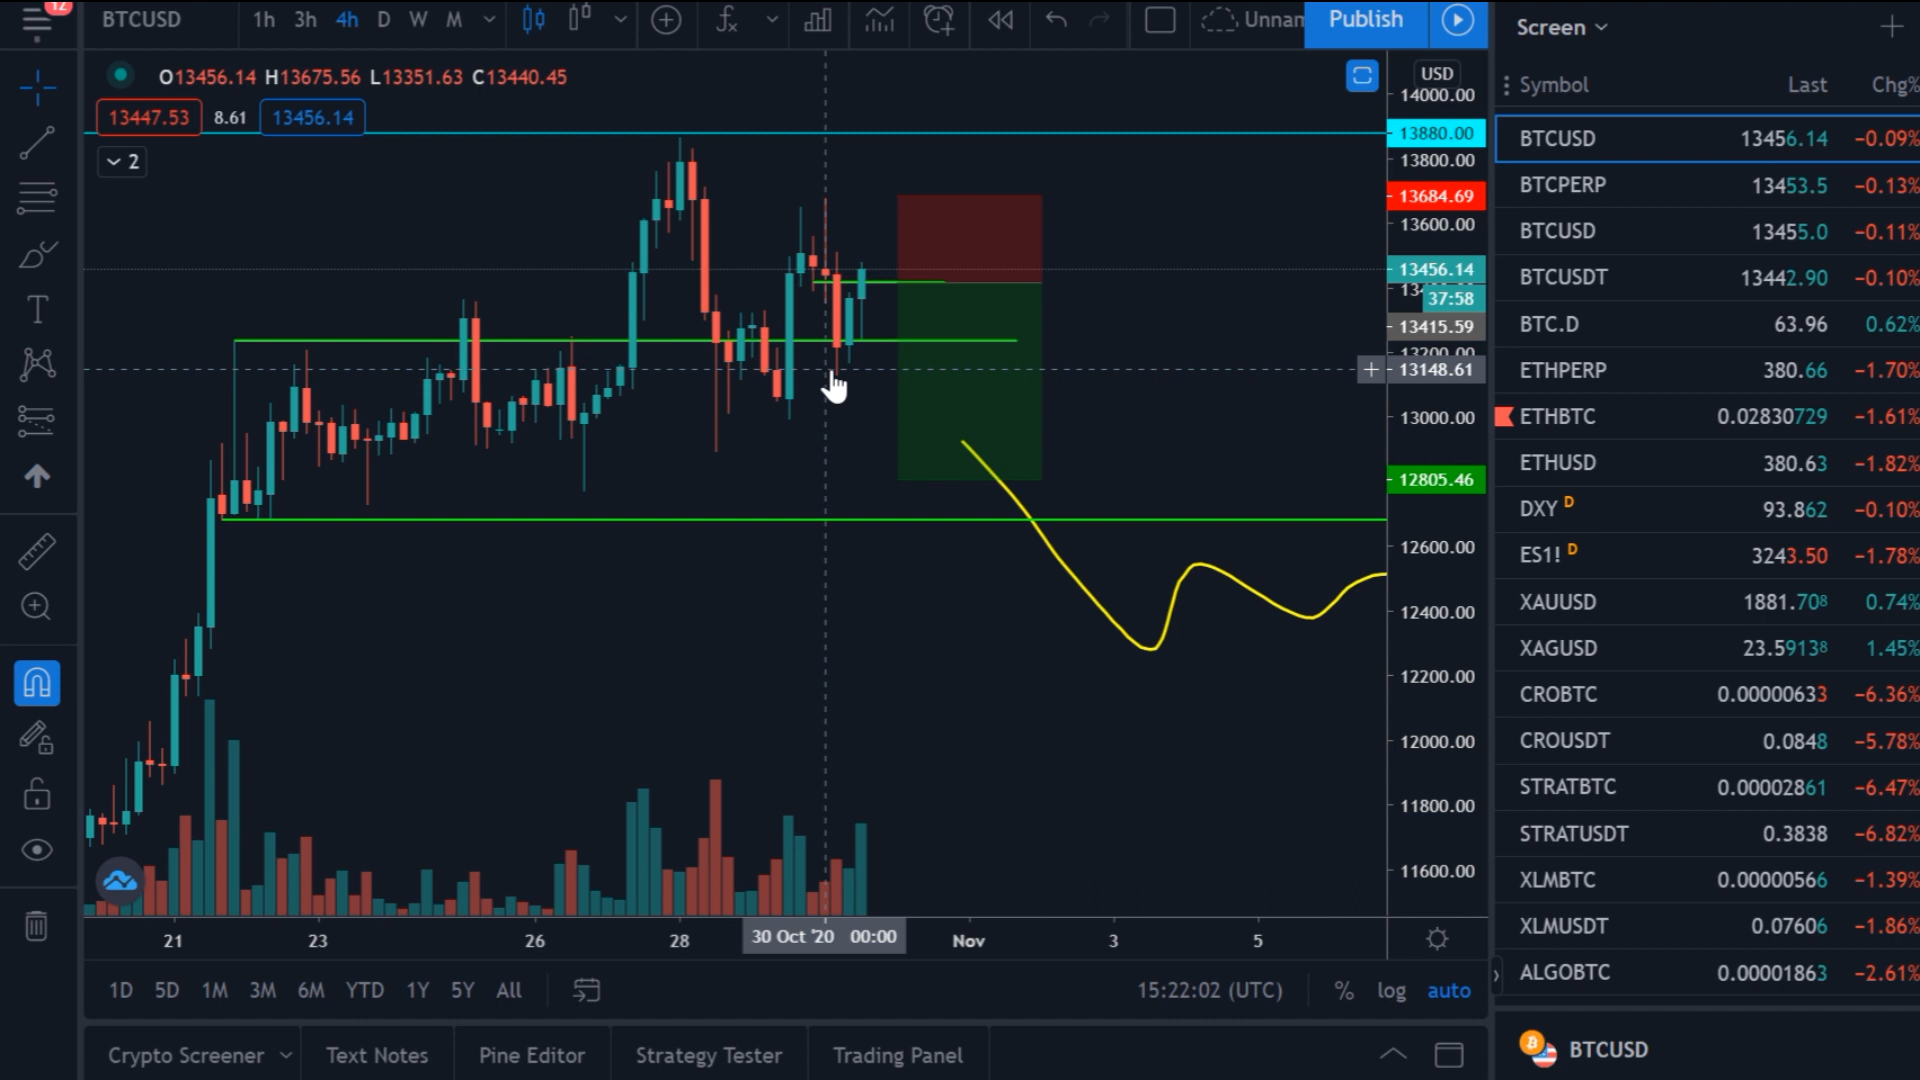 12
BTCUSD 1h 3h 4h D W M Unnam Publish
O13456.14 H13675.56 L13351.63 C13440.45
13447.53 8.61 13456.14
2
USD
14000.00
13880.00
13800.00
13684.69
13600.00
13456.14
37:58
13415.59
13200.00
13148.61
13000.00
12805.46
12600.00
12400.00
12200.00
12000.00
11800.00
11600.00
21 23 26 28 30 Oct '20 00:00 Nov 3 5
1D 5D 1M 3M 6M YTD 1Y 5Y All 15:22:02 (UTC) % log auto
Crypto Screener Text Notes Pine Editor Strategy Tester Trading Panel
Screen
Symbol Last Chg%
BTCUSD 13456.14 −0.09%
BTCPERP 13453.5 −0.13%
BTCUSD 13455.0 −0.11%
BTCUSDT 13442.90 −0.10%
BTC.D 63.96 0.62%
ETHPERP 380.66 −1.70%
ETHBTC 0.02830729 −1.61%
ETHUSD 380.63 −1.82%
DXY D 93.862 −0.10%
ES1! D 3243.50 −1.78%
XAUUSD 1881.708 0.74%
XAGUSD 23.59138 1.45%
CROBTC 0.00000633 −6.36%
CROUSDT 0.0848 −5.78%
STRATBTC 0.00002861 −6.47%
STRATUSDT 0.3838 −6.82%
XLMBTC 0.00000566 −1.39%
XLMUSDT 0.07606 −1.86%
ALGOBTC 0.00001863 −2.61%
BTCUSD